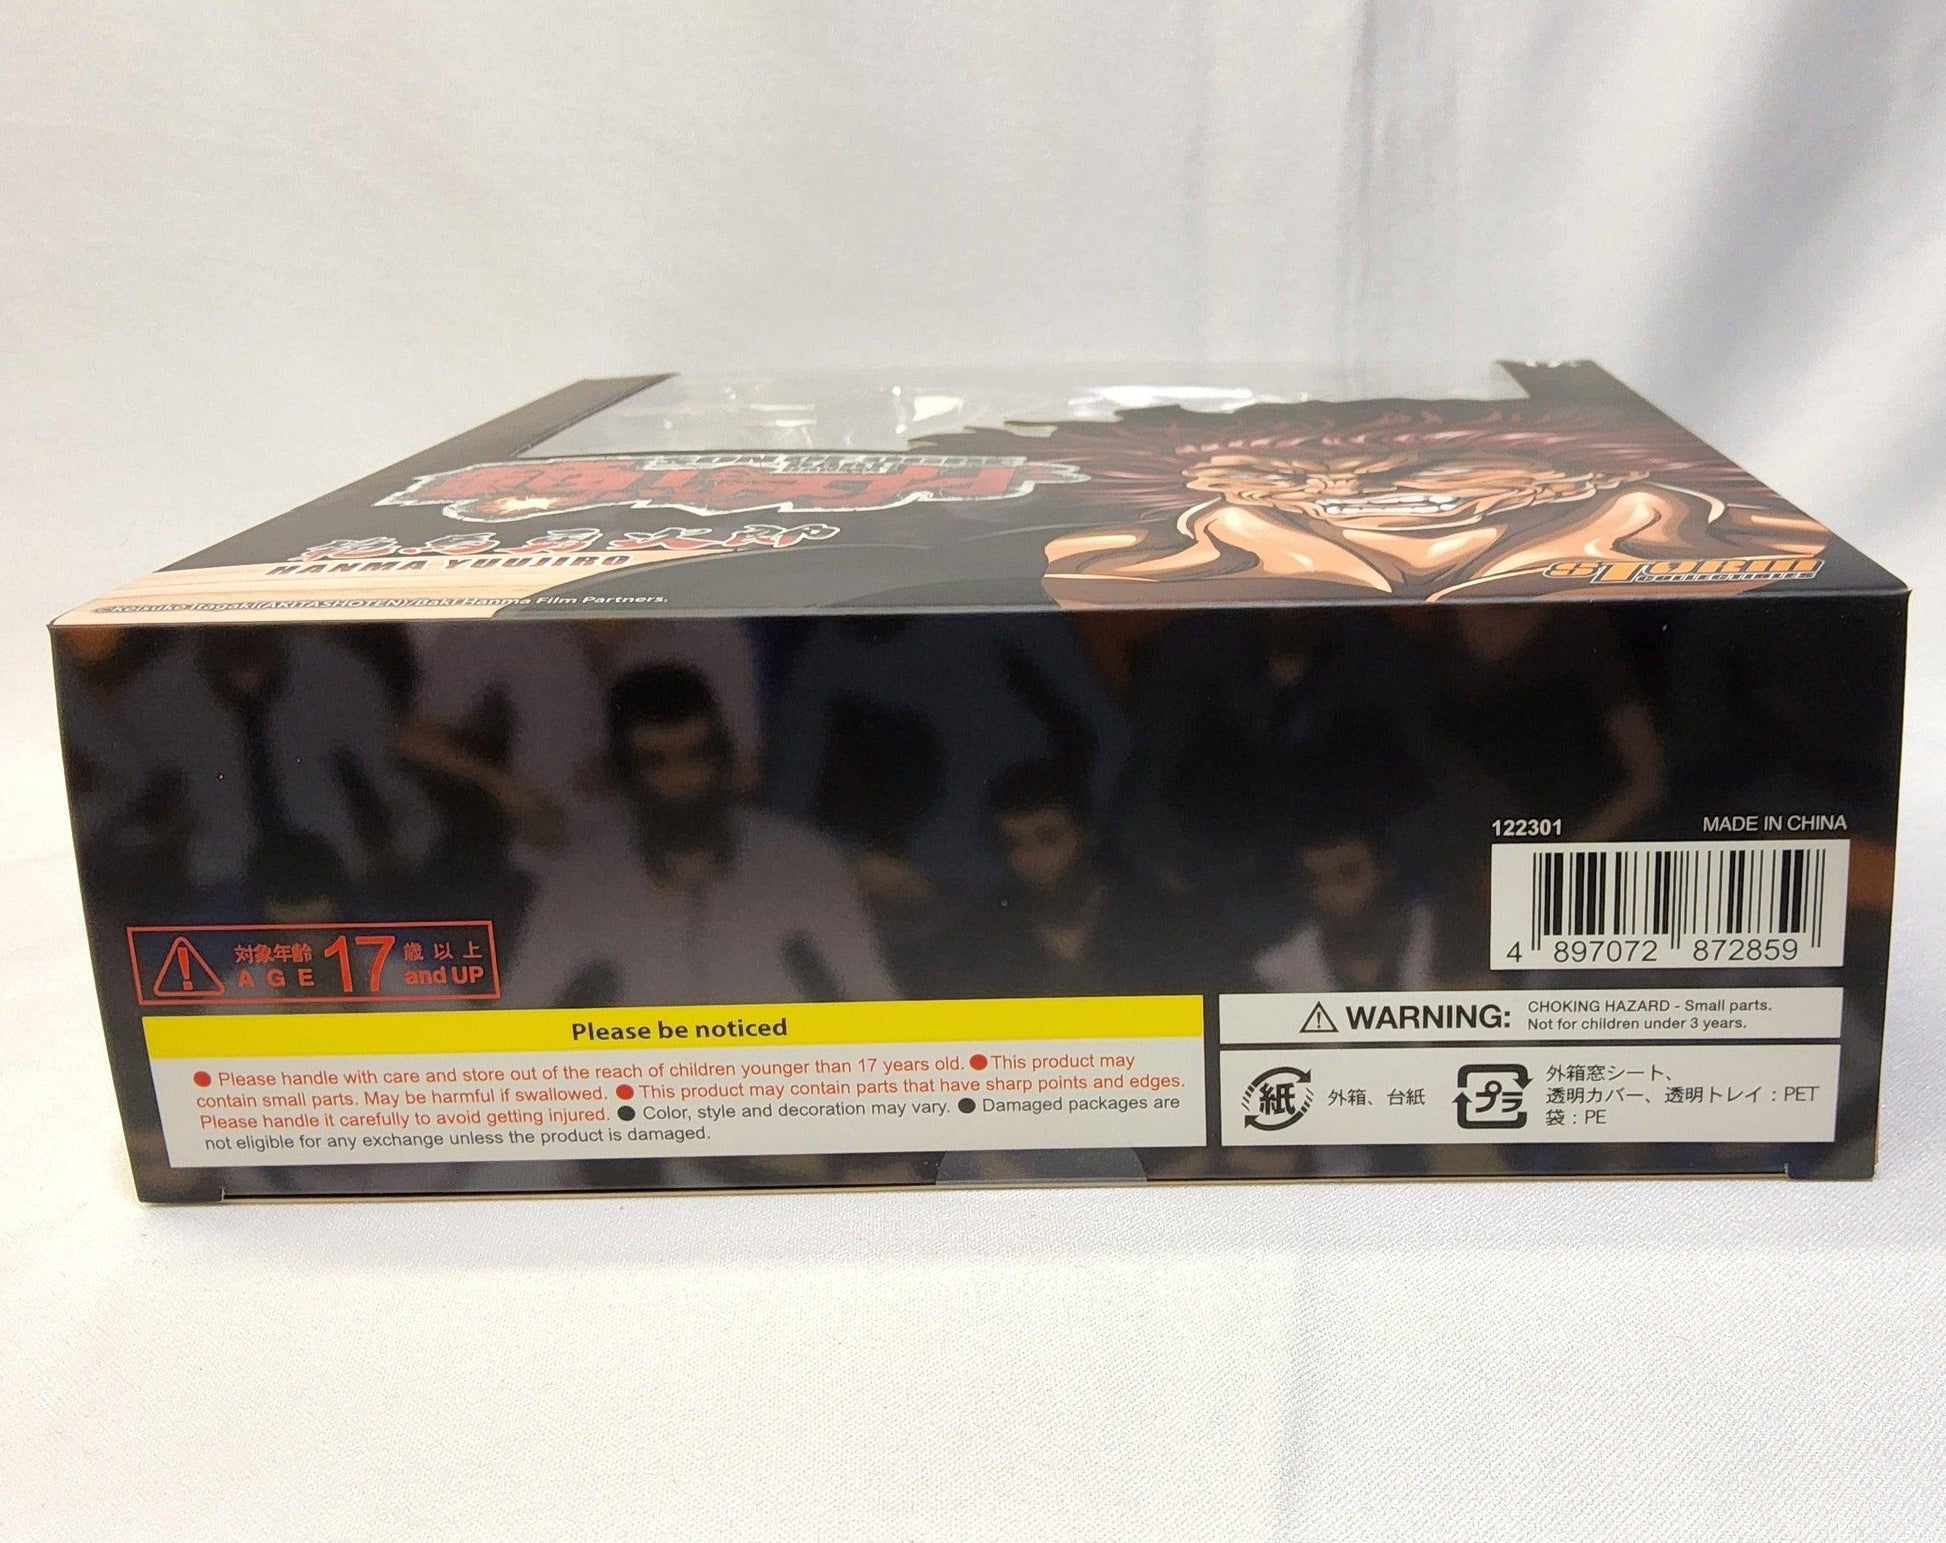 範馬勇次郎
HANMA YUUJIRO
©Keisuke Itagaki(AKITASHOTEN)/Baki Hanma Film Partners.
STORM
COLLECTIBLES
122301
MADE IN CHINA
4 897072 872859
対象年齢 17 歳以上
AGE and UP
Please be noticed
● Please handle with care and store out of the reach of children younger than 17 years old. ● This product may
contain small parts. May be harmful if swallowed. ● This product may contain parts that have sharp points and edges.
Please handle it carefully to avoid getting injured. ● Color, style and decoration may vary. ● Damaged packages are
not eligible for any exchange unless the product is damaged.
WARNING: CHOKING HAZARD - Small parts.
Not for children under 3 years.
紙 外箱、台紙
プラ 外箱窓シート、
透明カバー、透明トレイ：PET
袋：PE